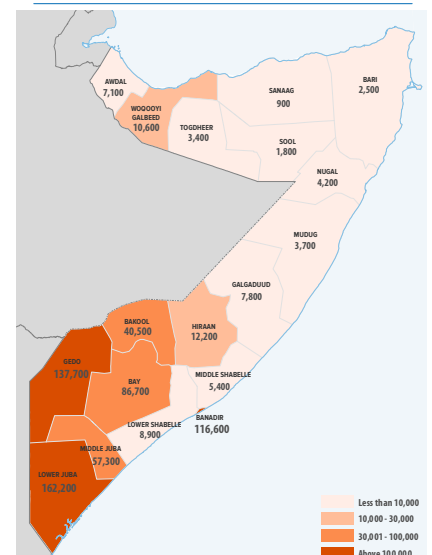 AWDAL
7,100
WOQOOYI
GALBEED
10,600
TOGDHEER
3,400
SANAAG
900
BARI
2,500
SOOL
1,800
NUGAL
4,200
MUDUG
3,700
GALGADUUD
7,800
BAKOOL
40,500
HIRAAN
12,200
GEDO
137,700
BAY
86,700
MIDDLE SHABELLE
5,400
BANADIR
116,600
LOWER SHABELLE
8,900
MIDDLE JUBA
57,300
LOWER JUBA
162,200
Less than 10,000
10,000 - 30,000
30,001 - 100,000
Above 100,000